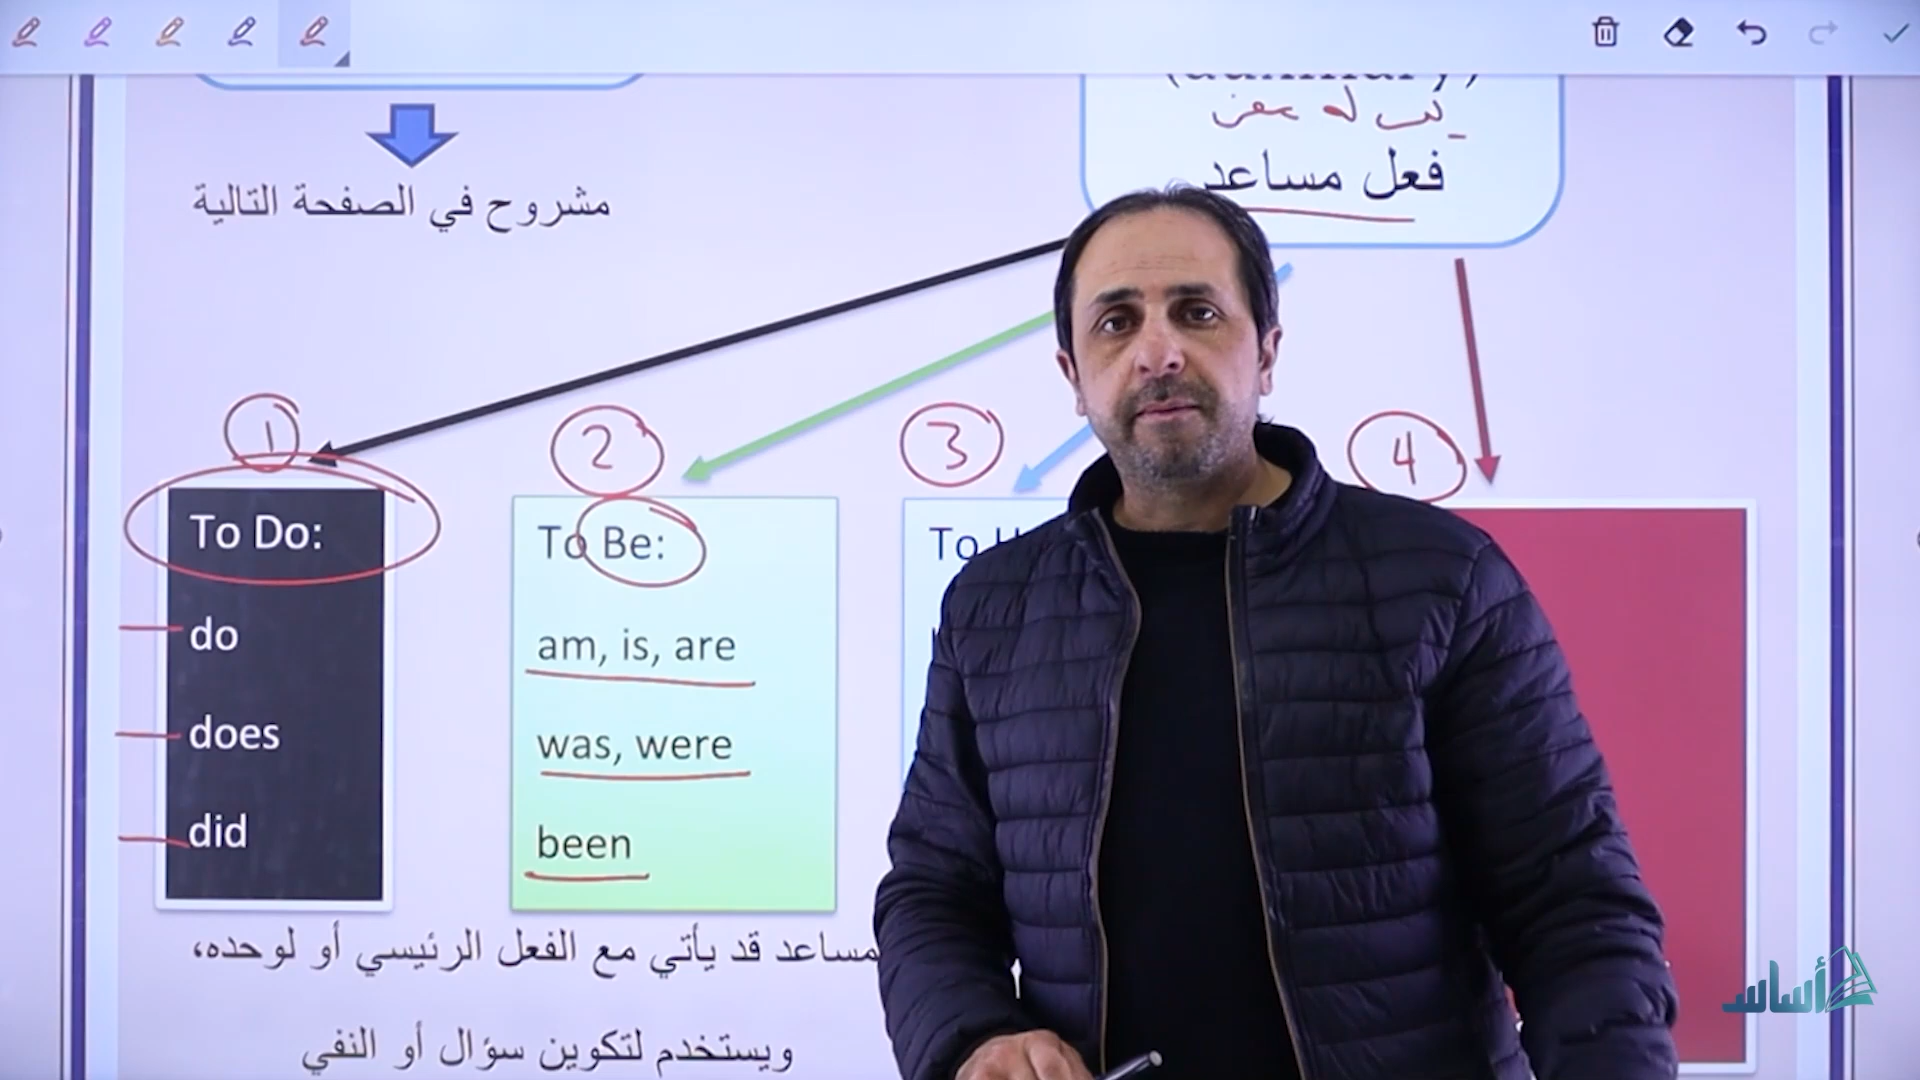 فعل مساعد
مشروح في الصفحة التالية
1
2
3
4
To Do:
do
does
did
To Be:
am, is, are
was, were
been
To
مساعد قد يأتي مع الفعل الرئيسي أو لوحده،
ويستخدم لتكوين سؤال أو النفي
أساس